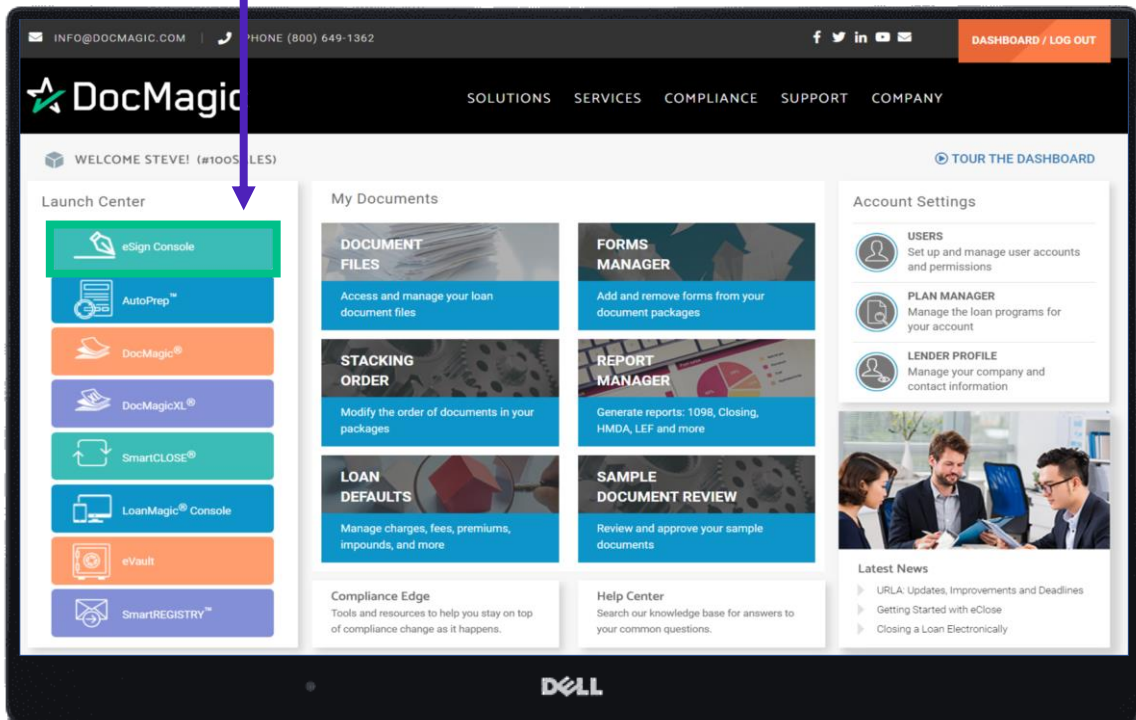 INFO@DOCMAGIC.COM | PHONE (800) 649-1362
DASHBOARD / LOG OUT
DocMagic
SOLUTIONS SERVICES COMPLIANCE SUPPORT COMPANY
WELCOME STEVE! (#100SALES)
TOUR THE DASHBOARD
Launch Center
eSign Console
AutoPrep™
DocMagic®
DocMagicXL®
SmartCLOSE®
LoanMagic® Console
eVault
SmartREGISTRY™
My Documents
DOCUMENT
FILES
Access and manage your loan
document files
FORMS
MANAGER
Add and remove forms from your
document packages
STACKING
ORDER
Modify the order of documents in your
packages
REPORT
MANAGER
Generate reports: 1098, Closing,
HMDA, LEF and more
LOAN
DEFAULTS
Manage charges, fees, premiums,
impounds, and more
SAMPLE
DOCUMENT REVIEW
Review and approve your sample
documents
Compliance Edge
Tools and resources to help you stay on top
of compliance change as it happens.
Help Center
Search our knowledge base for answers to
your common questions.
Account Settings
USERS
Set up and manage user accounts
and permissions
PLAN MANAGER
Manage the loan programs for
your account
LENDER PROFILE
Manage your company and
contact information
Latest News
URLA: Updates, Improvements and Deadlines
Getting Started with eClose
Closing a Loan Electronically
DELL